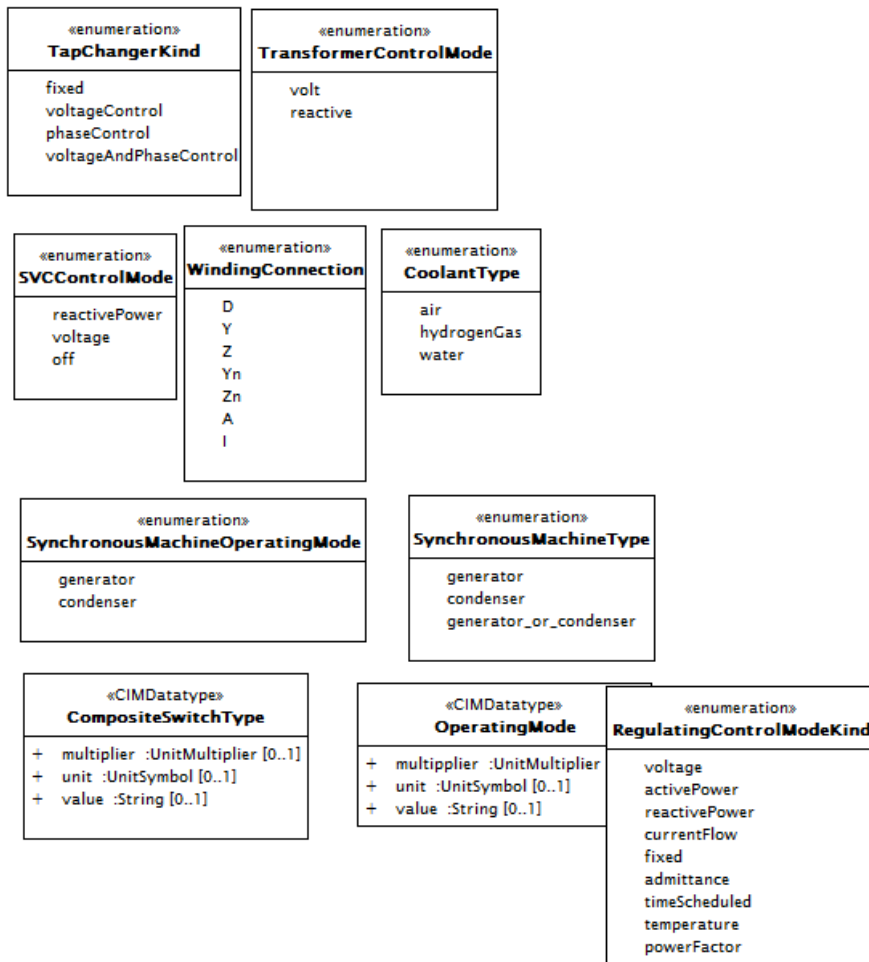 «enumeration»
TapChangerKind
fixed
voltageControl
phaseControl
voltageAndPhaseControl
«enumeration»
TransformerControlMode
volt
reactive
«enumeration»
SVCControlMode
reactivePower
voltage
off
«enumeration»
WindingConnection
D
Y
Z
Yn
Zn
A
I
«enumeration»
CoolantType
air
hydrogenGas
water
«enumeration»
SynchronousMachineOperatingMode
generator
condenser
«enumeration»
SynchronousMachineType
generator
condenser
generator_or_condenser
«CIMDatatype»
CompositeSwitchType
+ multiplier :UnitMultiplier [0..1]
+ unit :UnitSymbol [0..1]
+ value :String [0..1]
«CIMDatatype»
OperatingMode
+ multipplier :UnitMultiplier
+ unit :UnitSymbol [0..1]
+ value :String [0..1]
«enumeration»
RegulatingControlModeKind
voltage
activePower
reactivePower
currentFlow
fixed
admittance
timeScheduled
temperature
powerFactor